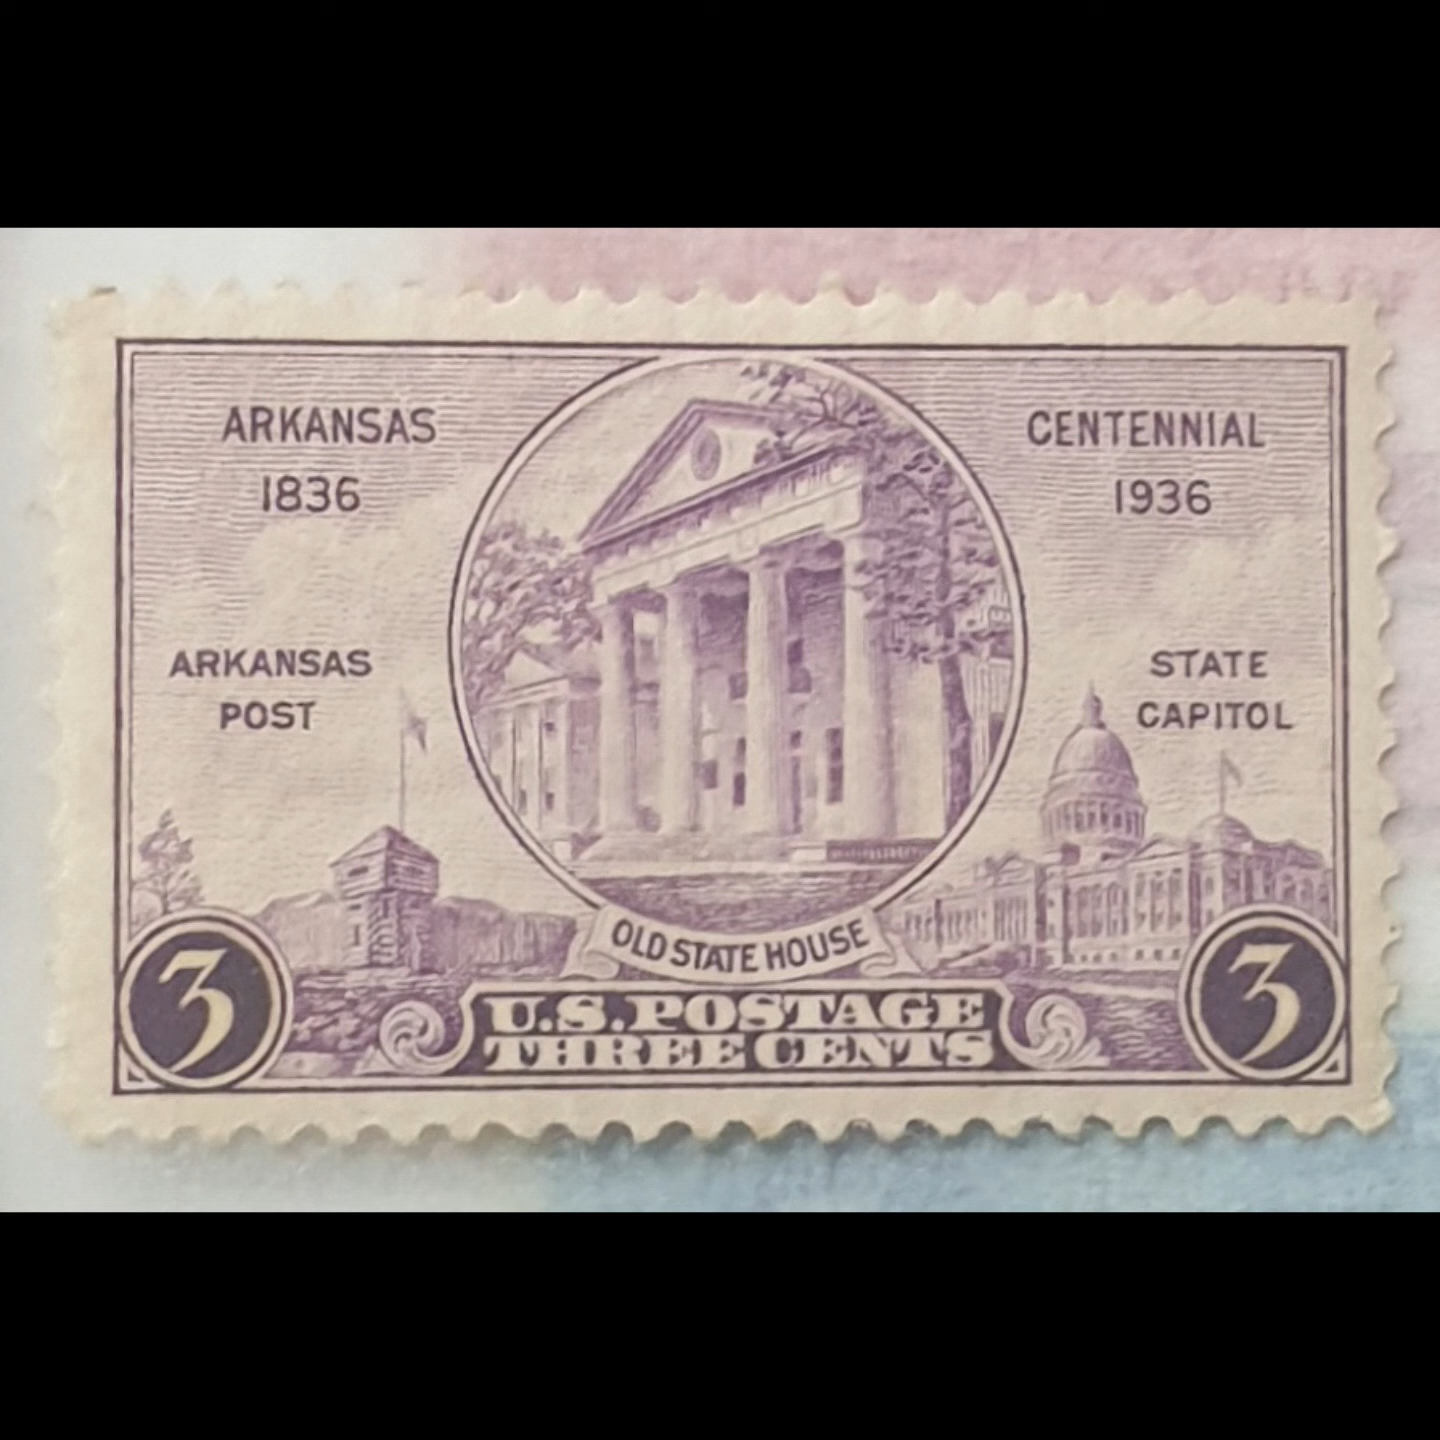 ARKANSAS
1836
CENTENNIAL
1936
ARKANSAS
POST
STATE
CAPITOL
OLD STATE HOUSE
3
3
U.S. POSTAGE
THREE CENTS